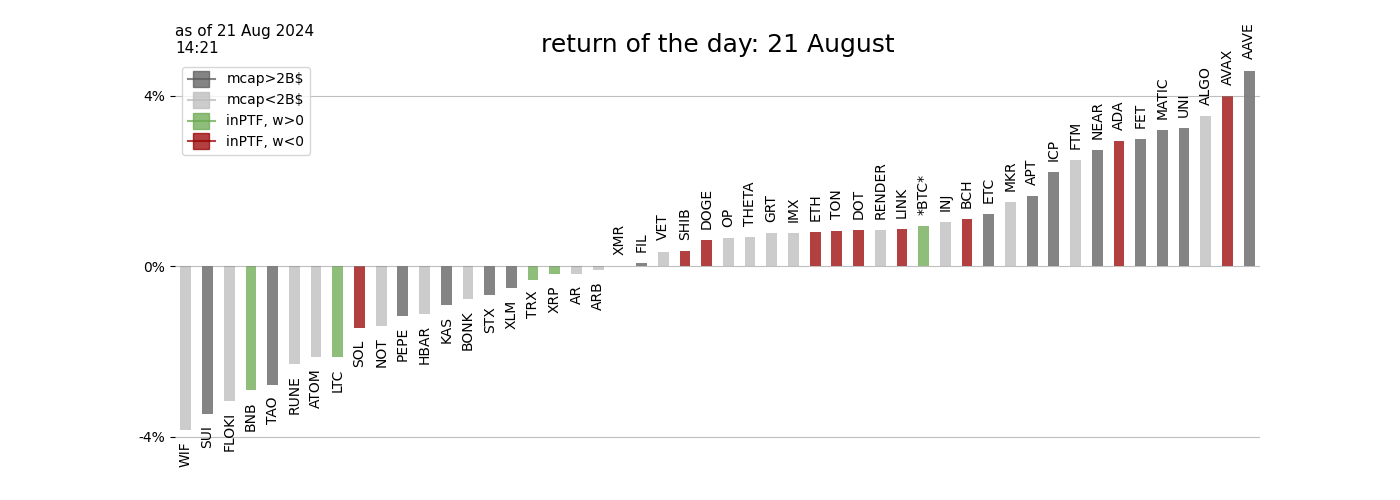 as of 21 Aug 2024
14:21
return of the day: 21 August
mcap>2B$
mcap<2B$
inPTF, w>0
inPTF, w<0
4%
0%
-4%
WIF
SUI
FLOKI
BNB
TAO
RUNE
ATOM
LTC
SOL
NOT
PEPE
HBAR
KAS
BONK
STX
XLM
TRX
XRP
AR
ARB
XMR
FIL
VET
SHIB
DOGE
OP
THETA
GRT
IMX
ETH
TON
DOT
RENDER
LINK
*BTC*
INJ
BCH
ETC
MKR
APT
ICP
FTM
NEAR
ADA
FET
MATIC
UNI
ALGO
AVAX
AAVE